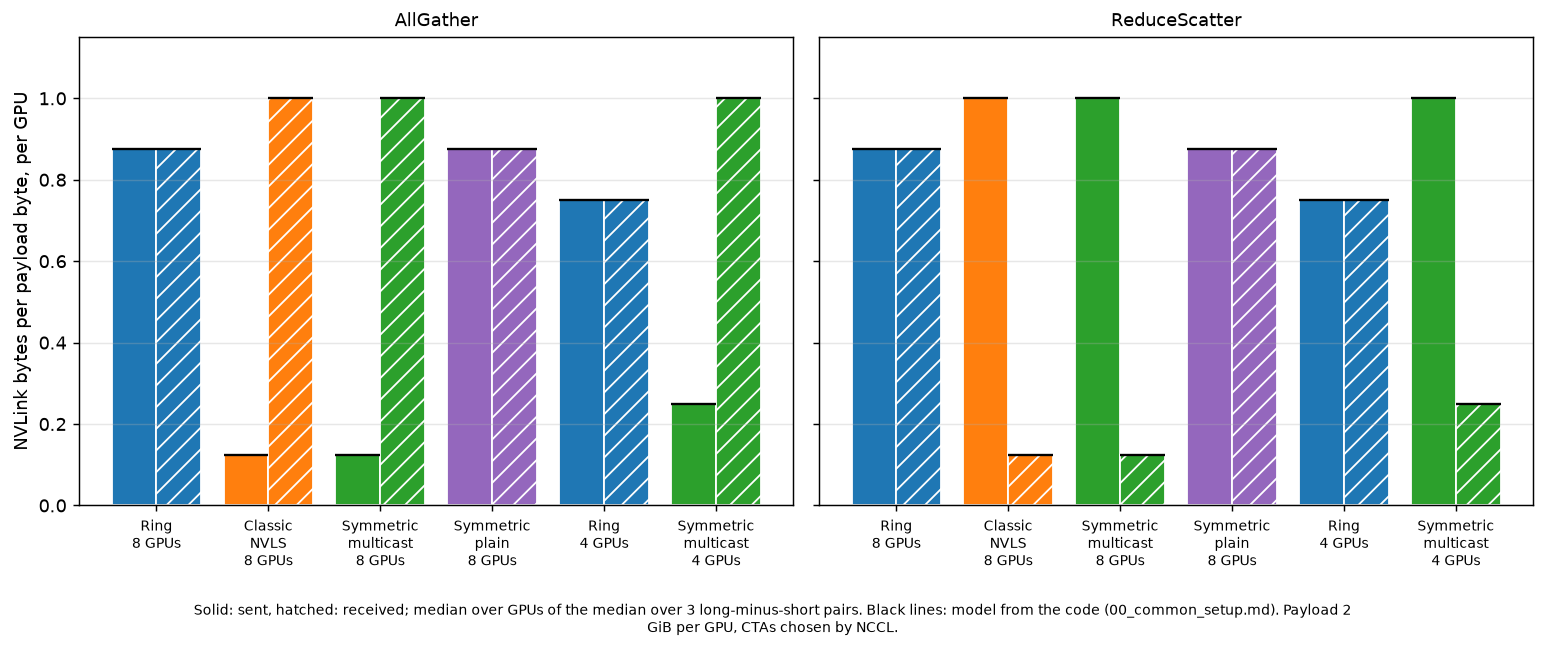 AllGather
ReduceScatter
NVLink bytes per payload byte, per GPU
1.0
0.8
0.6
0.4
0.2
0.0
Ring
8 GPUs
Classic
NVLS
8 GPUs
Symmetric
multicast
8 GPUs
Symmetric
plain
8 GPUs
Ring
4 GPUs
Symmetric
multicast
4 GPUs
Ring
8 GPUs
Classic
NVLS
8 GPUs
Symmetric
multicast
8 GPUs
Symmetric
plain
8 GPUs
Ring
4 GPUs
Symmetric
multicast
4 GPUs
Solid: sent, hatched: received; median over GPUs of the median over 3 long-minus-short pairs. Black lines: model from the code (00_common_setup.md). Payload 2
GiB per GPU, CTAs chosen by NCCL.